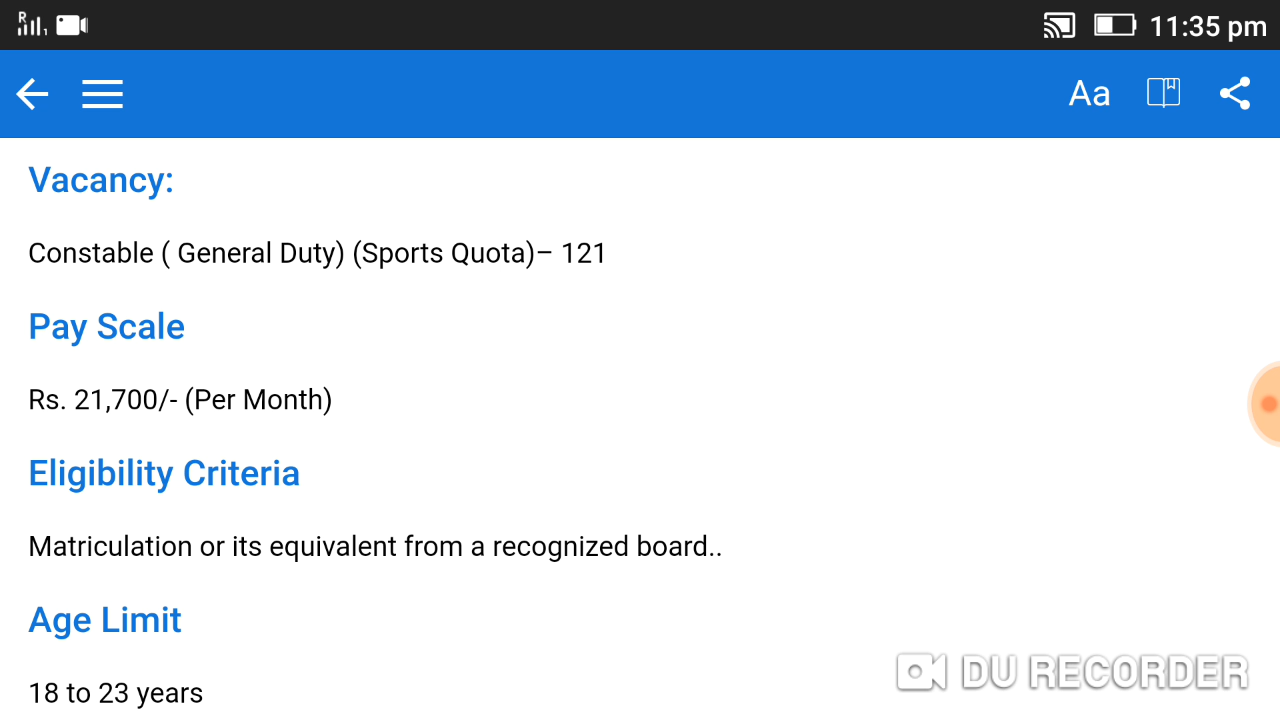 R 1 11:35 pm
Aa
Vacancy:
Constable ( General Duty) (Sports Quota)– 121
Pay Scale
Rs. 21,700/- (Per Month)
Eligibility Criteria
Matriculation or its equivalent from a recognized board..
Age Limit
18 to 23 years
DU RECORDER